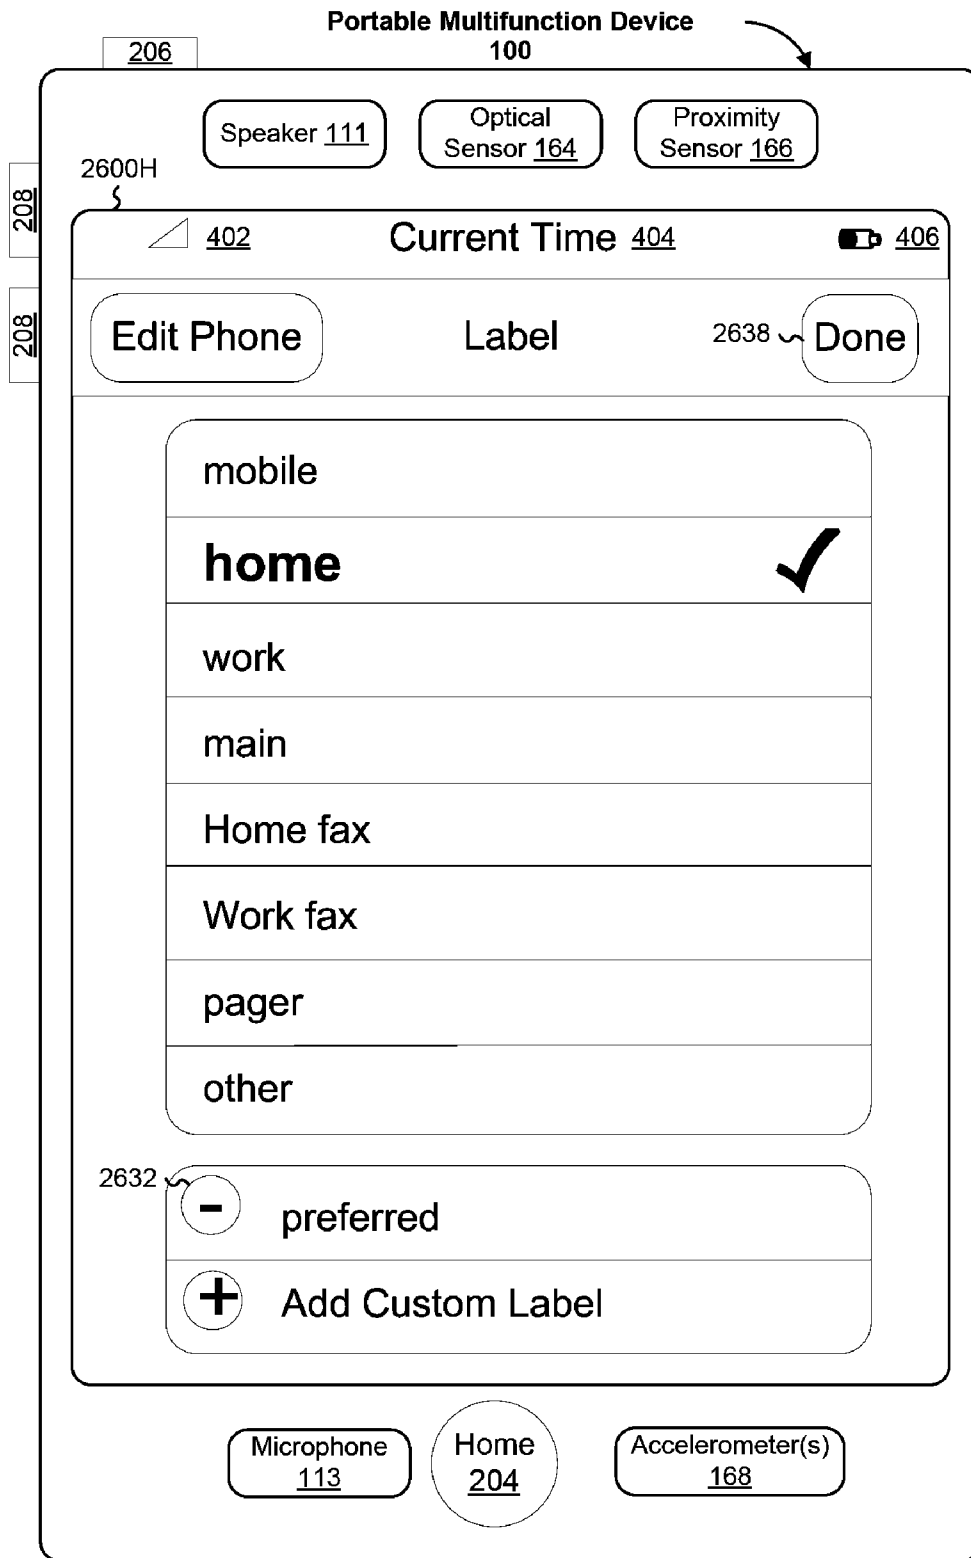 Portable Multifunction Device
100
206
Speaker 111
Optical
Sensor 164
Proximity
Sensor 166
2600H
208
402
Current Time 404
406
208
Edit Phone
Label
2638
Done
mobile
home
work
main
Home fax
Work fax
pager
other
2632
-
preferred
+
Add Custom Label
Microphone
113
Home
204
Accelerometer(s)
168